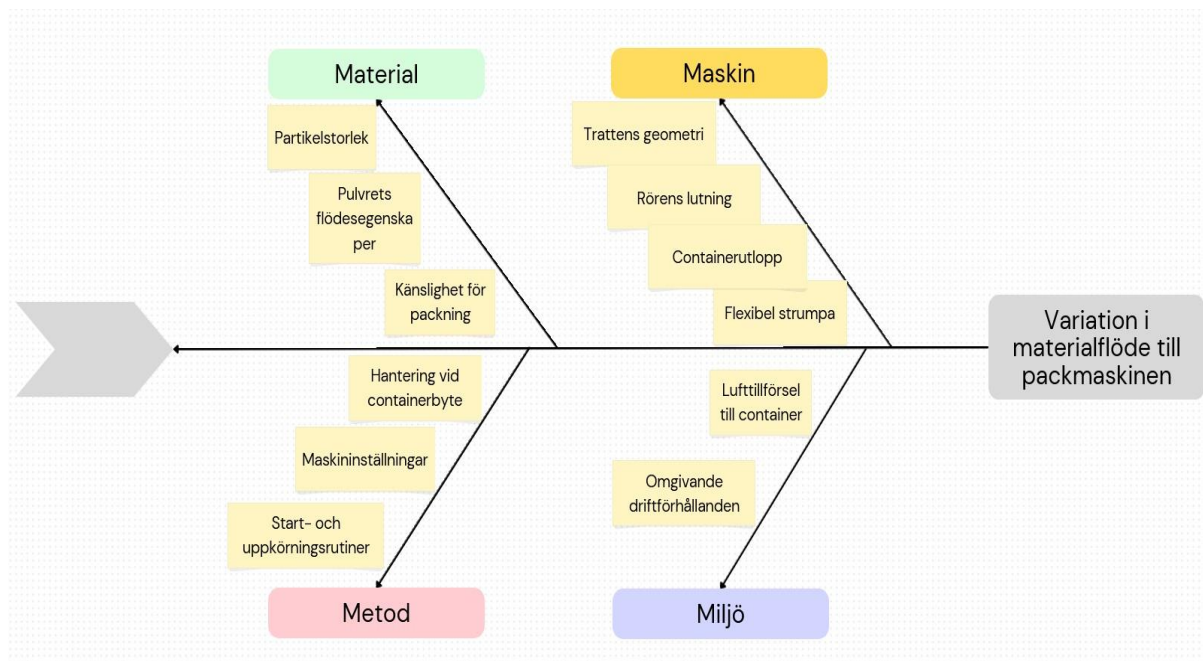 Material
Maskin
Partikelstorlek
Pulvrets
flödesegenska
per
Känslighet för
packning
Trattens geometri
Rörens lutning
Containerutlopp
Flexibel strumpa
Variation i
materialflöde till
packmaskinen
Hantering vid
containerbyte
Maskininställningar
Start- och
uppkörningsrutiner
Lufttillförsel
till container
Omgivande
driftförhållanden
Metod
Miljö